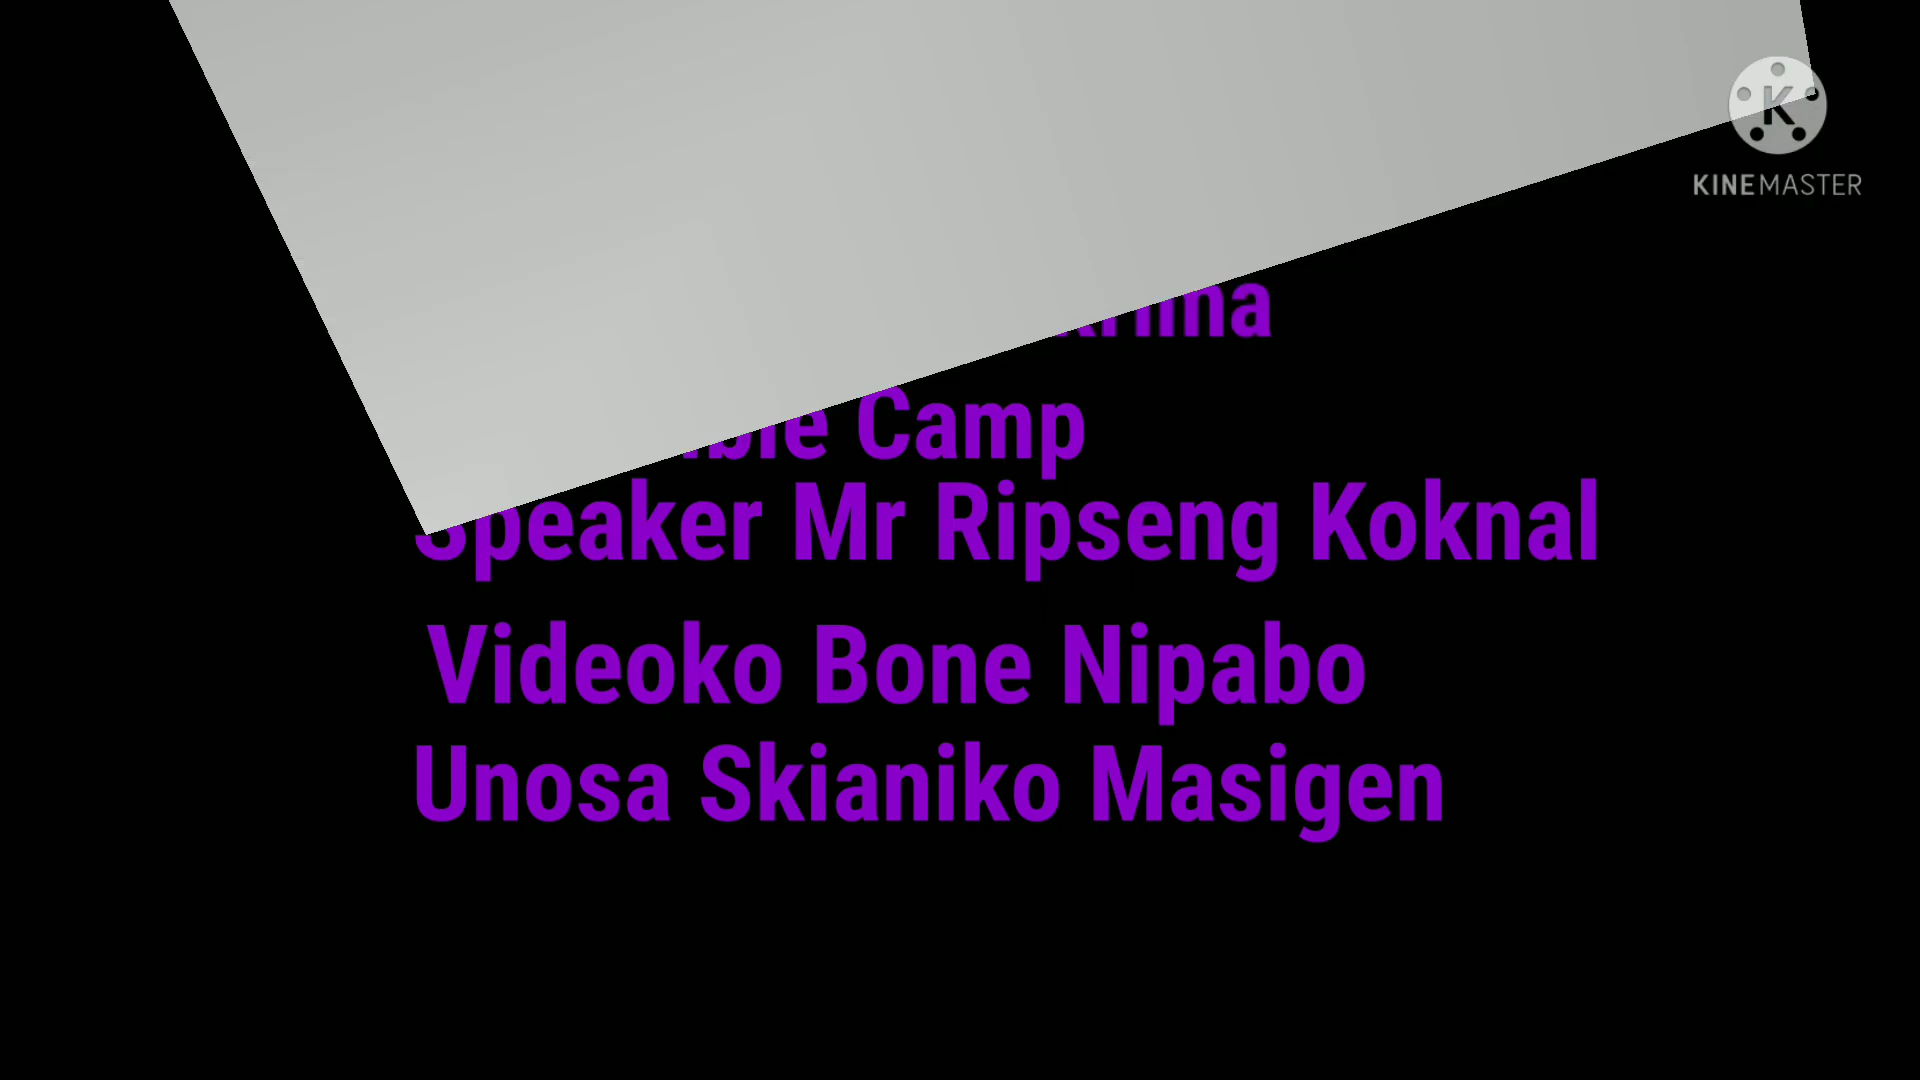 KINEMASTER
Camp
Speaker Mr Ripseng Koknal
Videoko Bone Nipabo
Unosa Skianiko Masigen